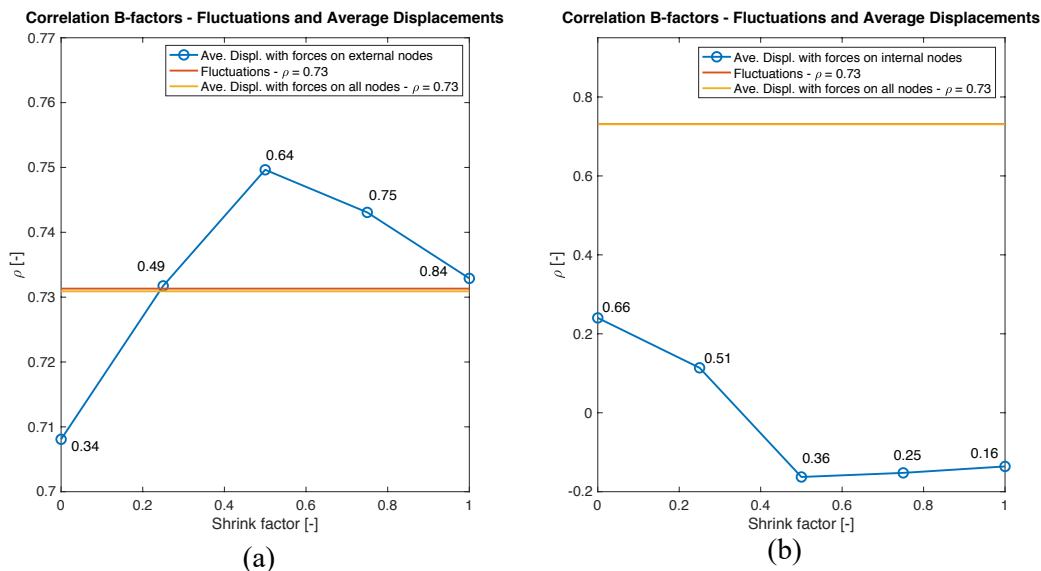 Correlation B-factors - Fluctuations and Average Displacements
0.77
0.76
0.75
0.74
0.73
0.72
0.71
0.7
ρ [-]
Ave. Displ. with forces on external nodes
Fluctuations - ρ = 0.73
Ave. Displ. with forces on all nodes - ρ = 0.73
0.34
0.49
0.64
0.75
0.84
0 0.2 0.4 0.6 0.8 1
Shrink factor [-]
(a)
Correlation B-factors - Fluctuations and Average Displacements
0.8
0.6
0.4
0.2
0
-0.2
ρ [-]
Ave. Displ. with forces on internal nodes
Fluctuations - ρ = 0.73
Ave. Displ. with forces on all nodes - ρ = 0.73
0.66
0.51
0.36
0.25
0.16
0 0.2 0.4 0.6 0.8 1
Shrink factor [-]
(b)